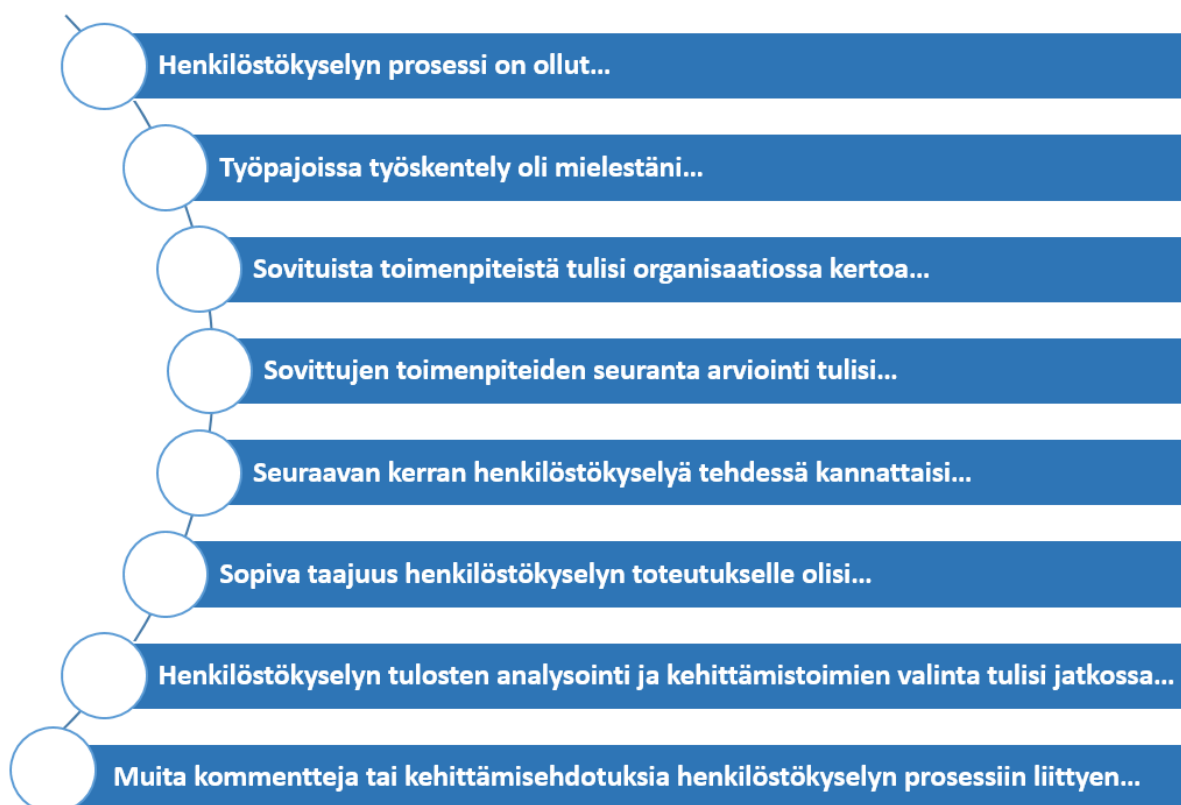 Henkilöstökyselyn prosessi on ollut...
Työpajoissa työskentely oli mielestäni...
Sovituista toimenpiteistä tulisi organisaatiossa kertoa...
Sovittujen toimenpiteiden seuranta arviointi tulisi...
Seuraavan kerran henkilöstökyselyä tehdessä kannattaisi...
Sopiva taajuus henkilöstökyselyn toteutukselle olisi...
Henkilöstökyselyn tulosten analysointi ja kehittämistoimien valinta tulisi jatkossa...
Muita kommentteja tai kehittämisehdotuksia henkilöstökyselyn prosessiin liittyen...